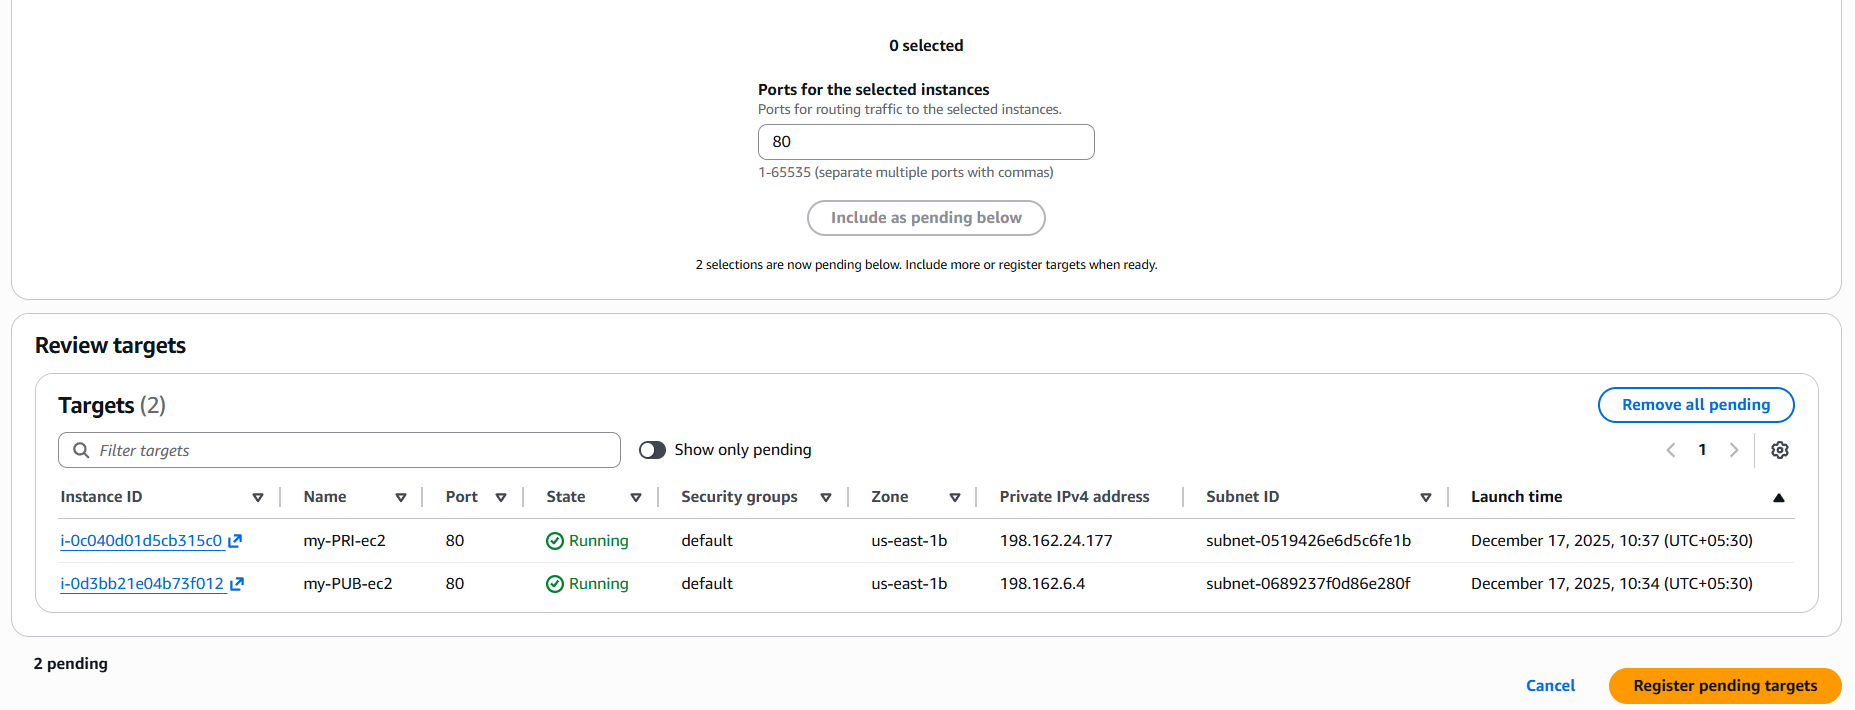 0 selected
Ports for the selected instances
Ports for routing traffic to the selected instances.
80
1-65535 (separate multiple ports with commas)
Include as pending below
2 selections are now pending below. Include more or register targets when ready.
Review targets
Targets (2)
Remove all pending
Filter targets
Show only pending
1
Instance ID Name Port State Security groups Zone Private IPv4 address Subnet ID Launch time
i-0c040d01d5cb315c0 my-PRI-ec2 80 Running default us-east-1b 198.162.24.177 subnet-0519426e6d5c6fe1b December 17, 2025, 10:37 (UTC+05:30)
i-0d3bb21e04b73f012 my-PUB-ec2 80 Running default us-east-1b 198.162.6.4 subnet-0689237f0d86e280f December 17, 2025, 10:34 (UTC+05:30)
2 pending
Cancel
Register pending targets